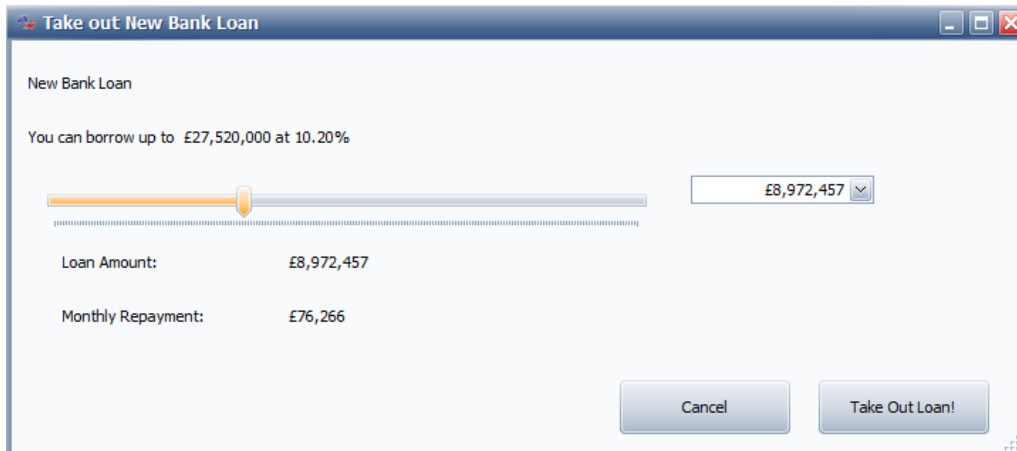 Take out New Bank Loan
New Bank Loan
You can borrow up to £27,520,000 at 10.20%
£8,972,457
Loan Amount: £8,972,457
Monthly Repayment: £76,266
Cancel Take Out Loan!